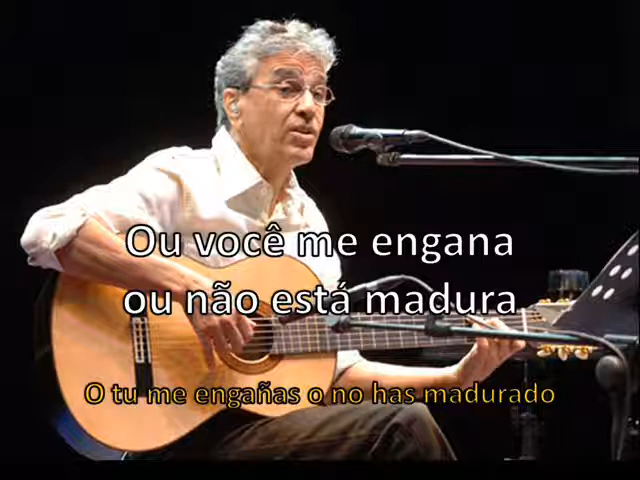 Ou você me engana
ou não está madura
O tu me engañas o no has madurado